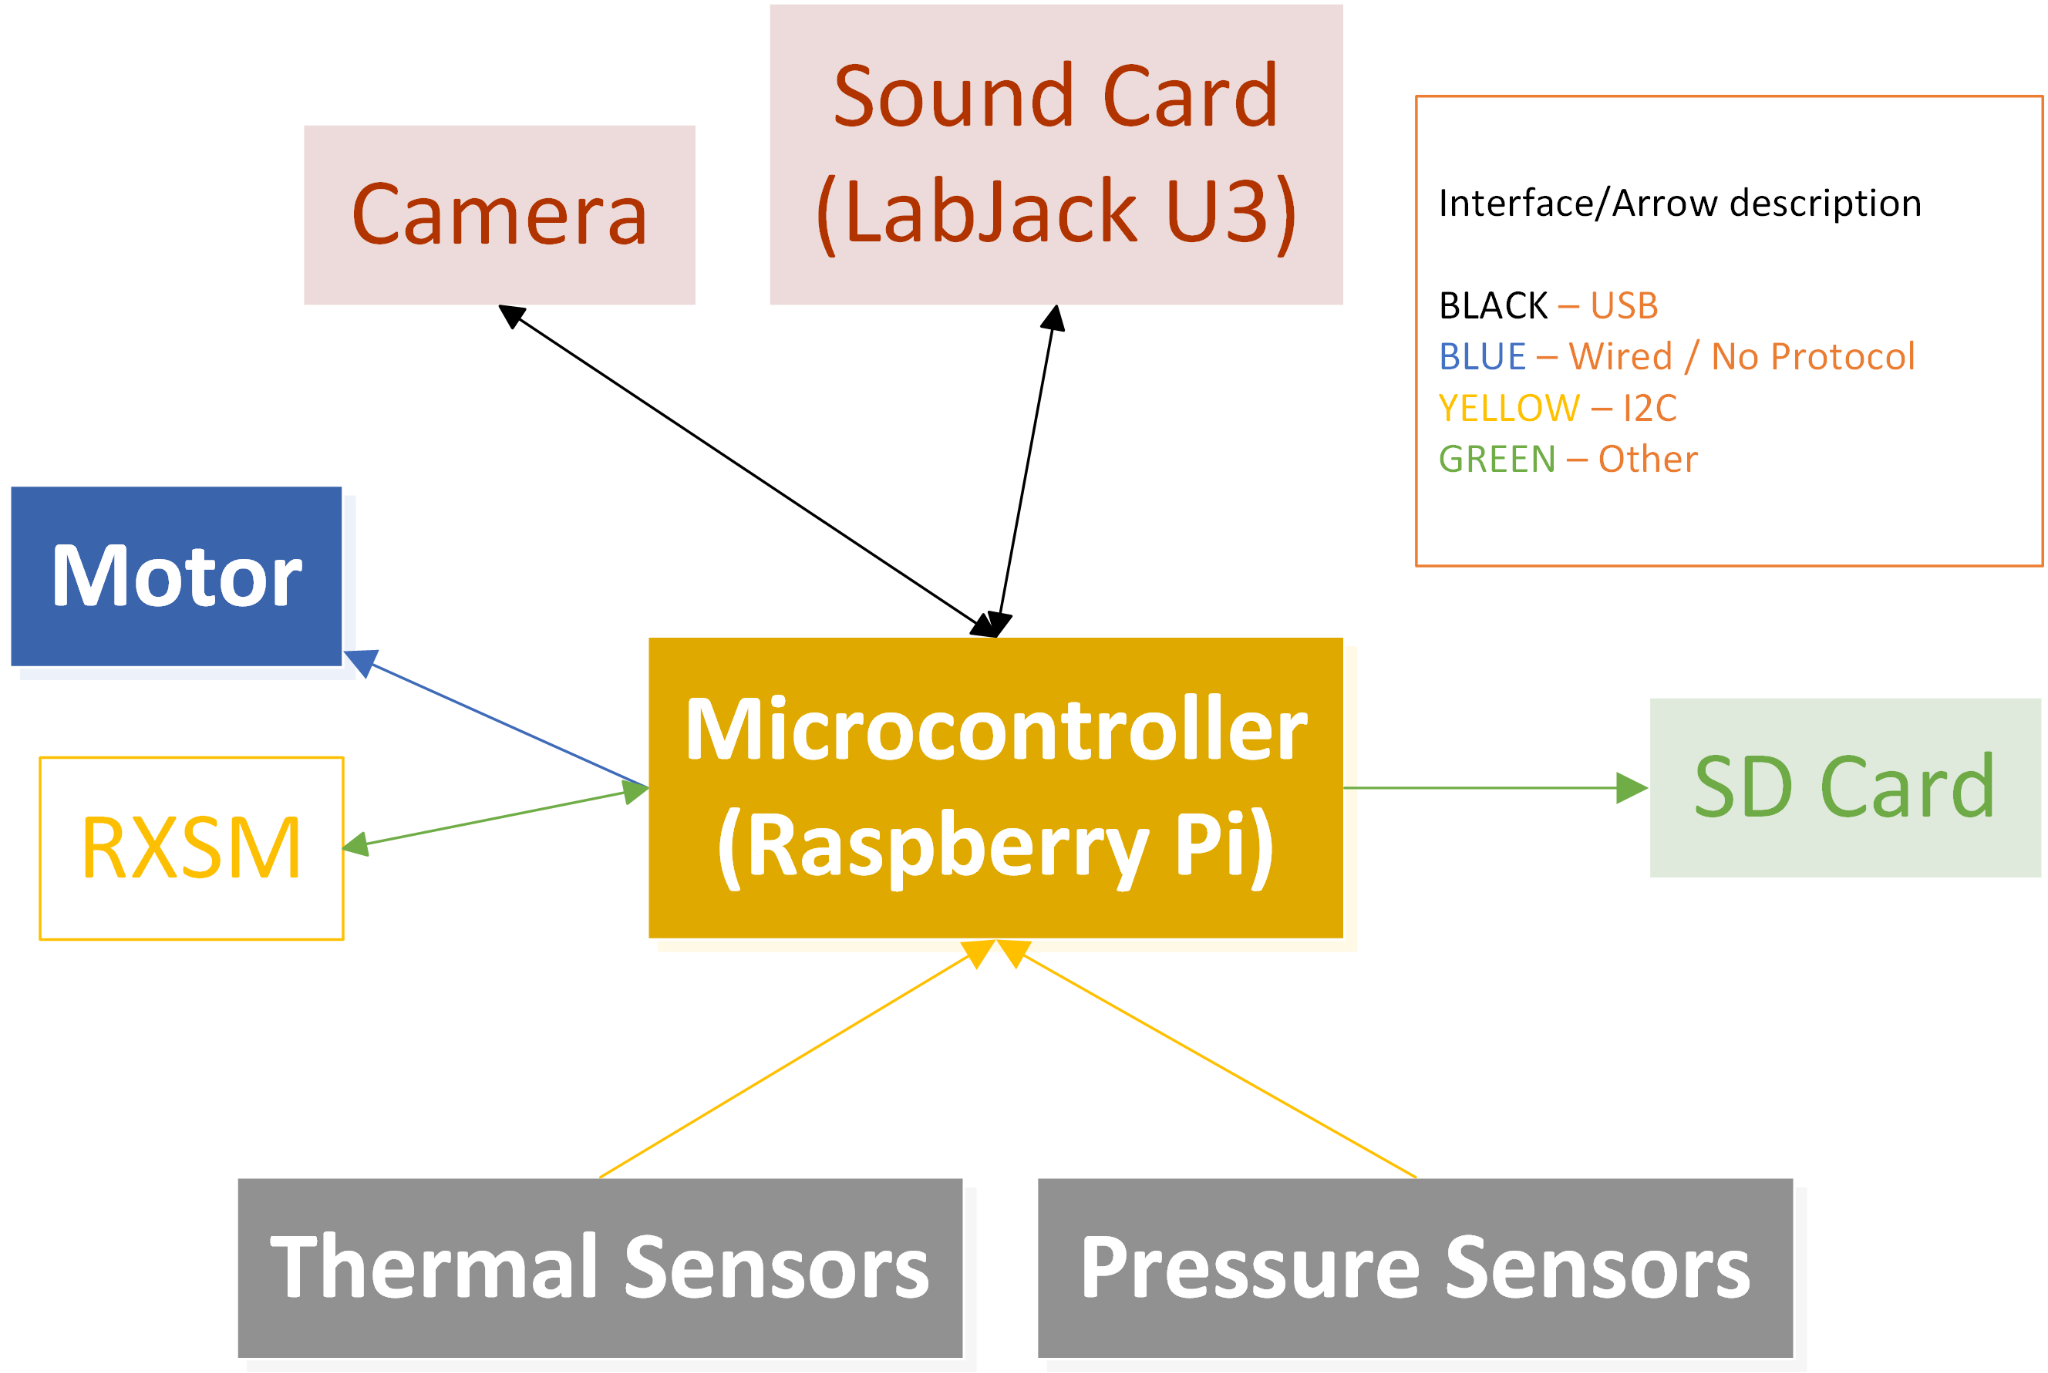 Sound Card
(LabJack U3)
Camera
Interface/Arrow description
BLACK – USB
BLUE – Wired / No Protocol
YELLOW – I2C
GREEN – Other
Motor
Microcontroller
(Raspberry Pi)
RXSM
SD Card
Thermal Sensors
Pressure Sensors